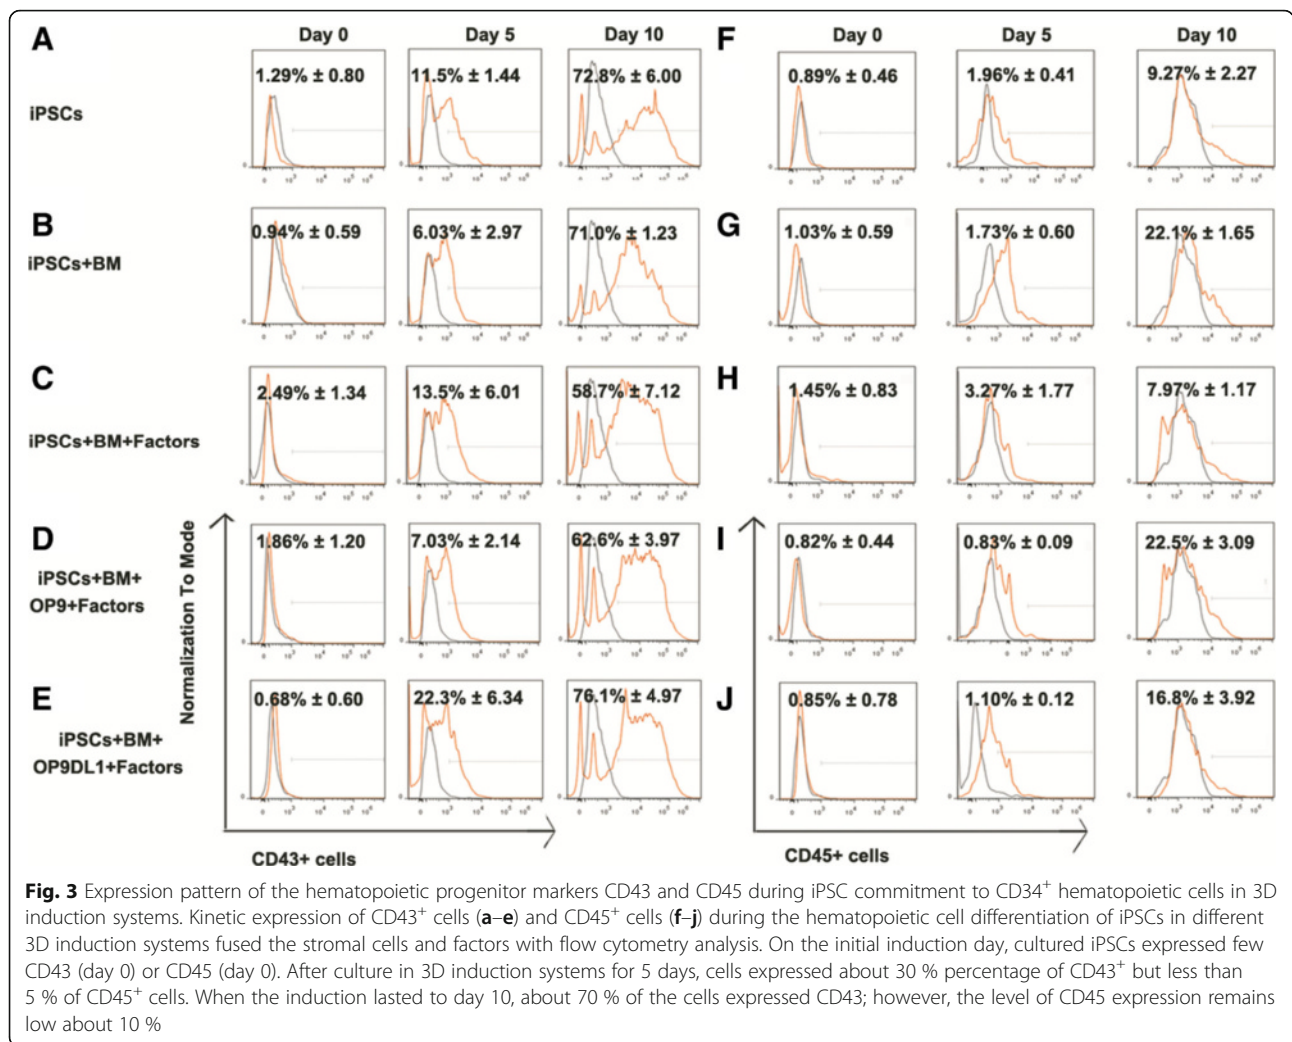 A Day 0 Day 5 Day 10 F Day 0 Day 5 Day 10
iPSCs 1.29% ± 0.80 11.5% ± 1.44 72.8% ± 6.00 0.89% ± 0.46 1.96% ± 0.41 9.27% ± 2.27
B G
iPSCs+BM 0.94% ± 0.59 6.03% ± 2.97 71.0% ± 1.23 1.03% ± 0.59 1.73% ± 0.60 22.1% ± 1.65
C H
iPSCs+BM+Factors 2.49% ± 1.34 13.5% ± 6.01 58.7% ± 7.12 1.45% ± 0.83 3.27% ± 1.77 7.97% ± 1.17
D I
iPSCs+BM+
OP9+Factors 1.86% ± 1.20 7.03% ± 2.14 62.6% ± 3.97 0.82% ± 0.44 0.83% ± 0.09 22.5% ± 3.09
E J
iPSCs+BM+
OP9DL1+Factors 0.68% ± 0.60 22.3% ± 6.34 76.1% ± 4.97 0.85% ± 0.78 1.10% ± 0.12 16.8% ± 3.92
Normalization To Mode
CD43+ cells CD45+ cells
Fig. 3 Expression pattern of the hematopoietic progenitor markers CD43 and CD45 during iPSC commitment to CD34+ hematopoietic cells in 3D
induction systems. Kinetic expression of CD43+ cells (a–e) and CD45+ cells (f–j) during the hematopoietic cell differentiation of iPSCs in different
3D induction systems fused the stromal cells and factors with flow cytometry analysis. On the initial induction day, cultured iPSCs expressed few
CD43 (day 0) or CD45 (day 0). After culture in 3D induction systems for 5 days, cells expressed about 30 % percentage of CD43+ but less than
5 % of CD45+ cells. When the induction lasted to day 10, about 70 % of the cells expressed CD43; however, the level of CD45 expression remains
low about 10 %